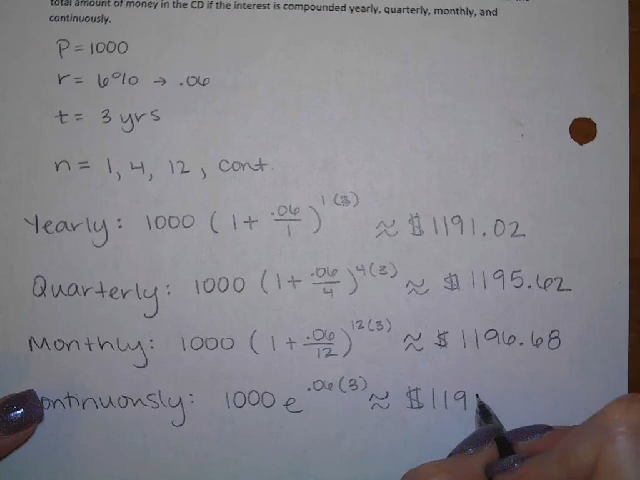 total amount of money in the CD if the interest is compounded yearly, quarterly, monthly, and
continuously.
P = 1000
r = 6% → .06
t = 3 yrs
n = 1, 4, 12, cont.
Yearly: 1000 (1 + .06/1)^1(3) ≈ $1191.02
Quarterly: 1000 (1 + .06/4)^4(3) ≈ $1195.62
Monthly: 1000 (1 + .06/12)^12(3) ≈ $1196.68
ontinuously: 1000 e^.06(3) ≈ $119